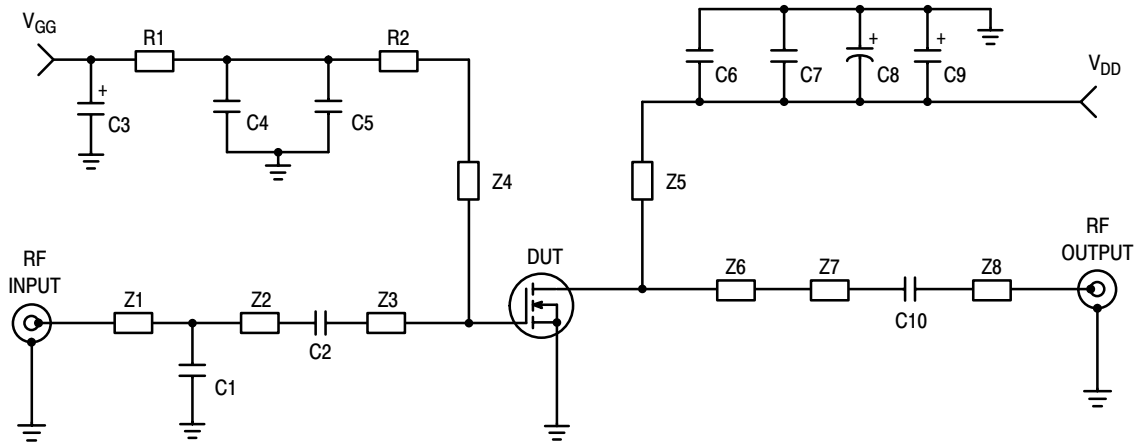 VGG
R1
R2
+
C3
C4
C5
Z4
C6
C7
+
C8
+
C9
VDD
Z5
RF
INPUT
Z1
Z2
C2
Z3
C1
DUT
Z6
Z7
C10
Z8
RF
OUTPUT